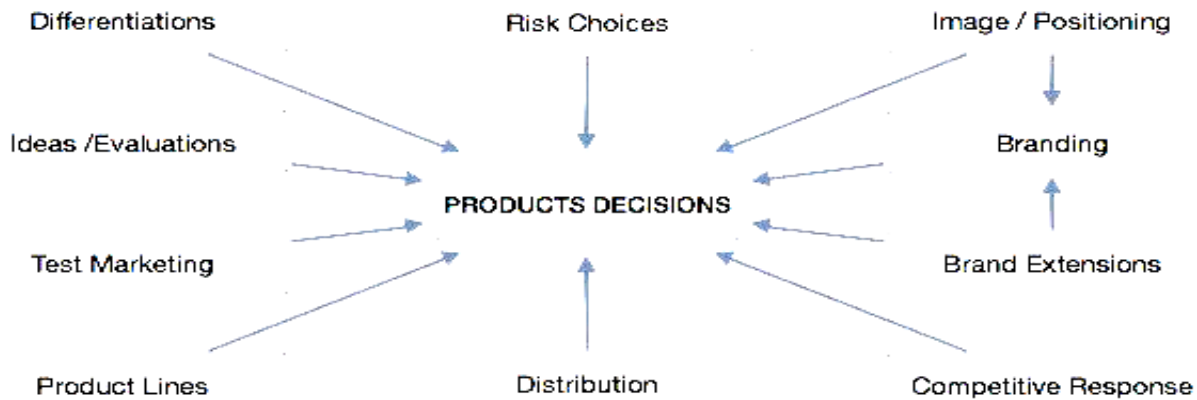 Differentiations
Risk Choices
Image / Positioning
Ideas /Evaluations
Branding
PRODUCTS DECISIONS
Test Marketing
Brand Extensions
Product Lines
Distribution
Competitive Response